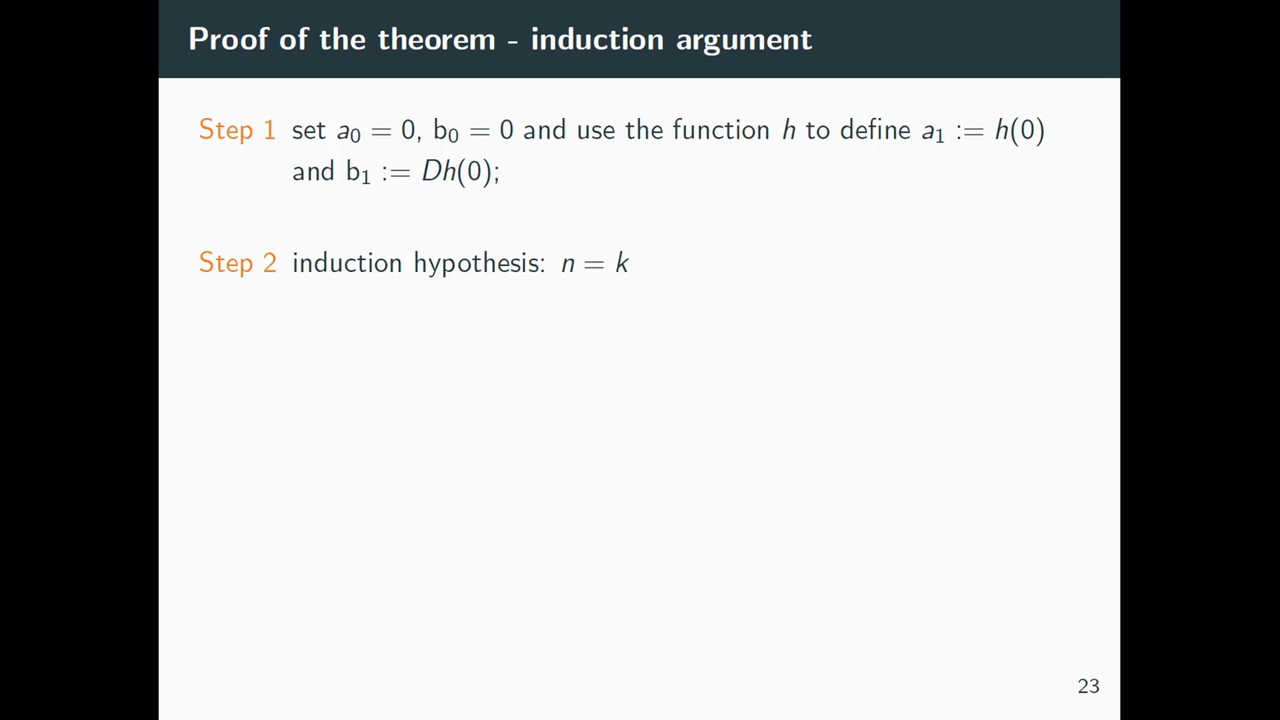 Proof of the theorem - induction argument
Step 1 set a₀ = 0, b₀ = 0 and use the function h to define a₁ := h(0)
and b₁ := Dh(0);
Step 2 induction hypothesis: n = k
23